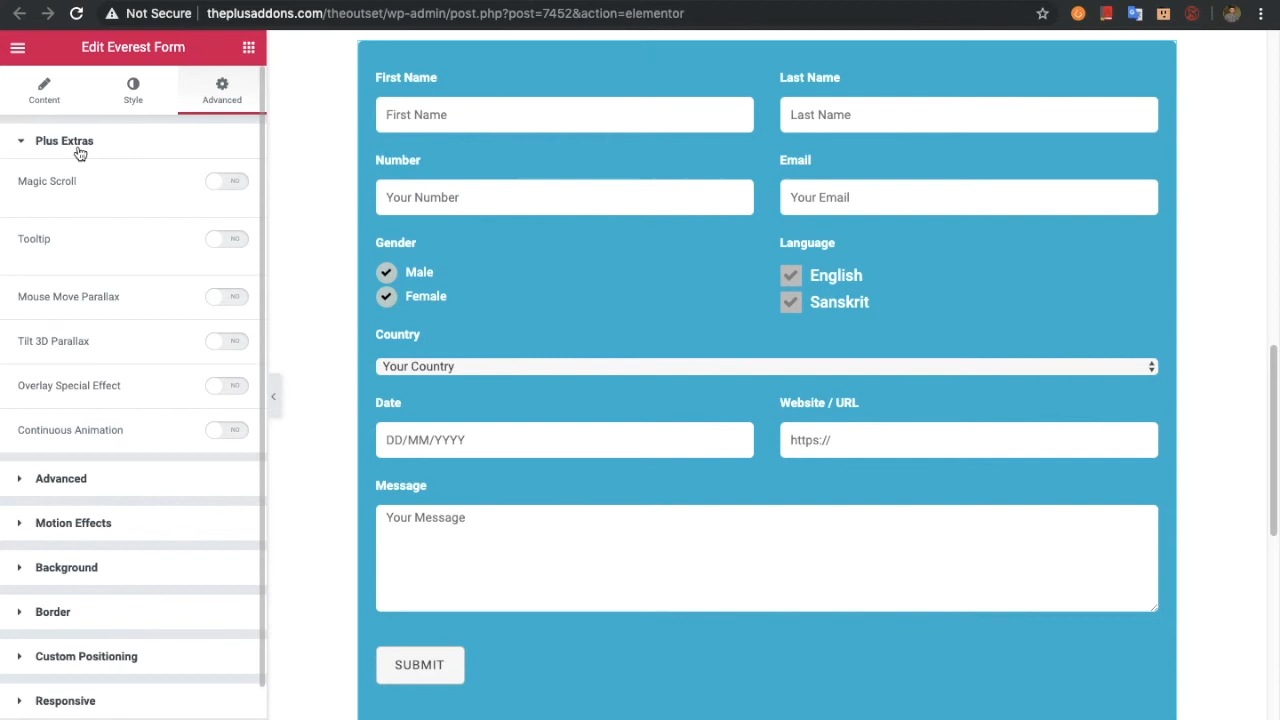 Not Secure
theplusaddons.com/theoutset/wp-admin/post.php?post=7452&action=elementor
Edit Everest Form
Content
Style
Advanced
Plus Extras
Magic Scroll
NO
Tooltip
NO
Mouse Move Parallax
NO
Tilt 3D Parallax
NO
Overlay Special Effect
NO
Continuous Animation
NO
Advanced
Motion Effects
Background
Border
Custom Positioning
Responsive
First Name
Last Name
First Name
Last Name
Number
Email
Your Number
Your Email
Gender
Language
Male
English
Female
Sanskrit
Country
Your Country
Date
Website / URL
DD/MM/YYYY
https://
Message
Your Message
SUBMIT